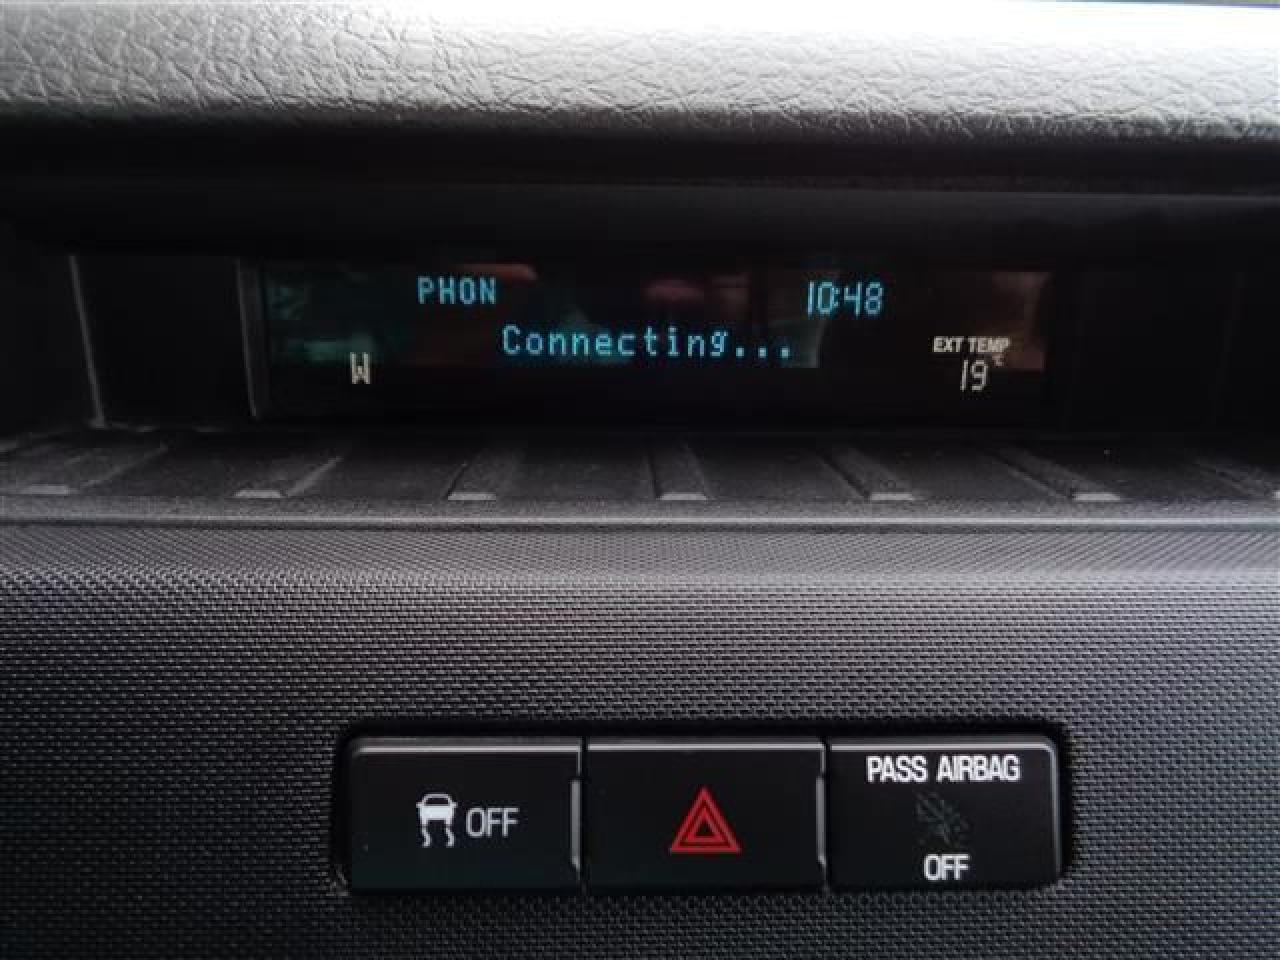 PHON 10:48
Connecting...
W EXT TEMP
19°C
OFF
PASS AIRBAG
OFF